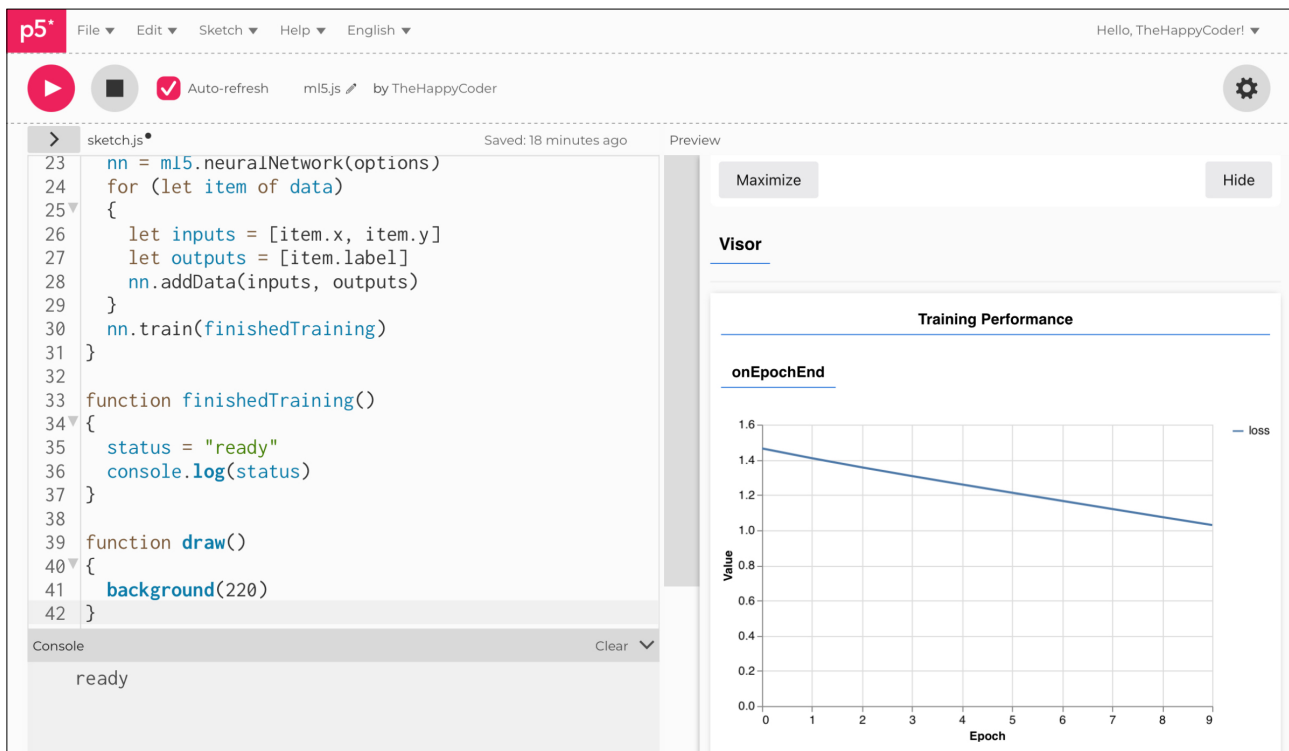 p5* File Edit Sketch Help English Hello, TheHappyCoder!
Auto-refresh ml5.js by TheHappyCoder
> sketch.js Saved: 18 minutes ago Preview
23 nn = ml5.neuralNetwork(options)
24 for (let item of data)
25 {
26 let inputs = [item.x, item.y]
27 let outputs = [item.label]
28 nn.addData(inputs, outputs)
29 }
30 nn.train(finishedTraining)
31 }
32
33 function finishedTraining()
34 {
35 status = "ready"
36 console.log(status)
37 }
38
39 function draw()
40 {
41 background(220)
42 }
Console Clear
ready
Maximize Hide
Visor
Training Performance
onEpochEnd
1.6
1.4
1.2
1.0
0.8
0.6
0.4
0.2
0.0
Value
0 1 2 3 4 5 6 7 8 9
Epoch
loss